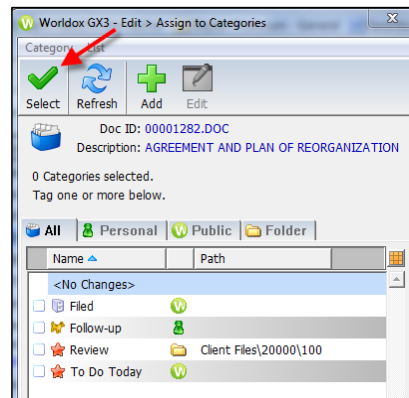 Worldox GX3 - Edit > Assign to Categories
Category List
Select Refresh Add Edit
Doc ID: 00001282.DOC
Description: AGREEMENT AND PLAN OF REORGANIZATION
0 Categories selected.
Tag one or more below.
All Personal Public Folder
Name Path
<No Changes>
Filed
Follow-up
Review Client Files\20000\100
To Do Today